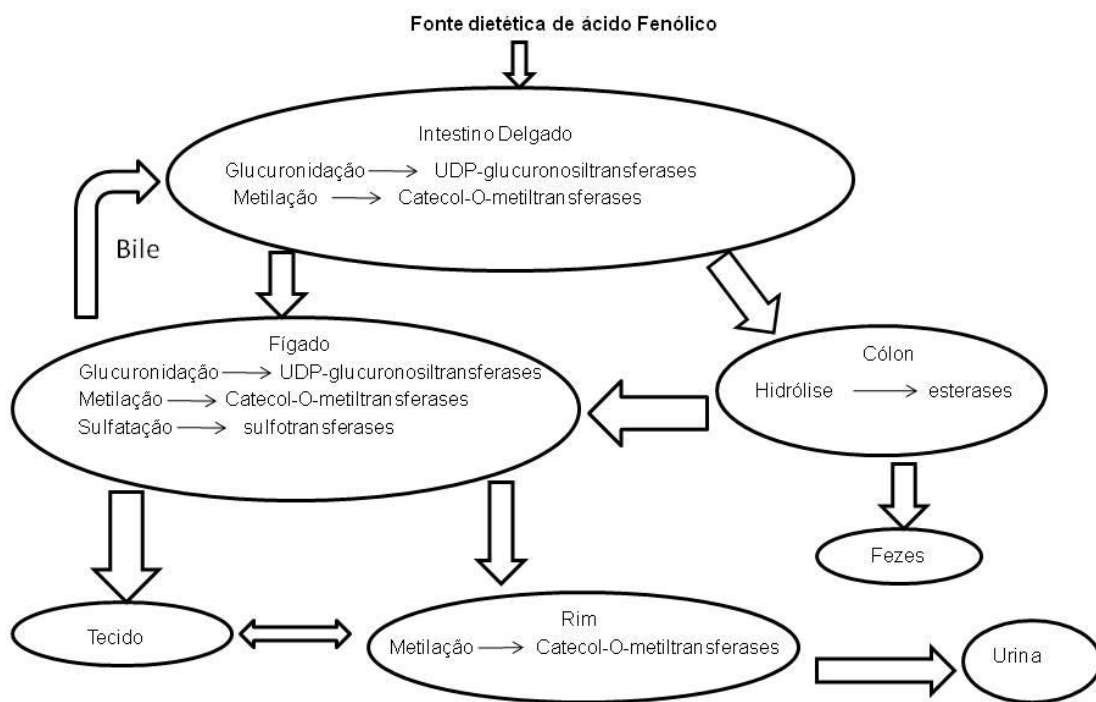 Fonte dietética de ácido Fenólico
Intestino Delgado
Glucuronidação → UDP-glucuronosiltransferases
Metilação → Catecol-O-metiltransferases
Bile
Fígado
Glucuronidação → UDP-glucuronosiltransferases
Metilação → Catecol-O-metiltransferases
Sulfatação → sulfotransferases
Cólon
Hidrólise → esterases
Fezes
Tecido
Rim
Metilação → Catecol-O-metiltransferases
Urina